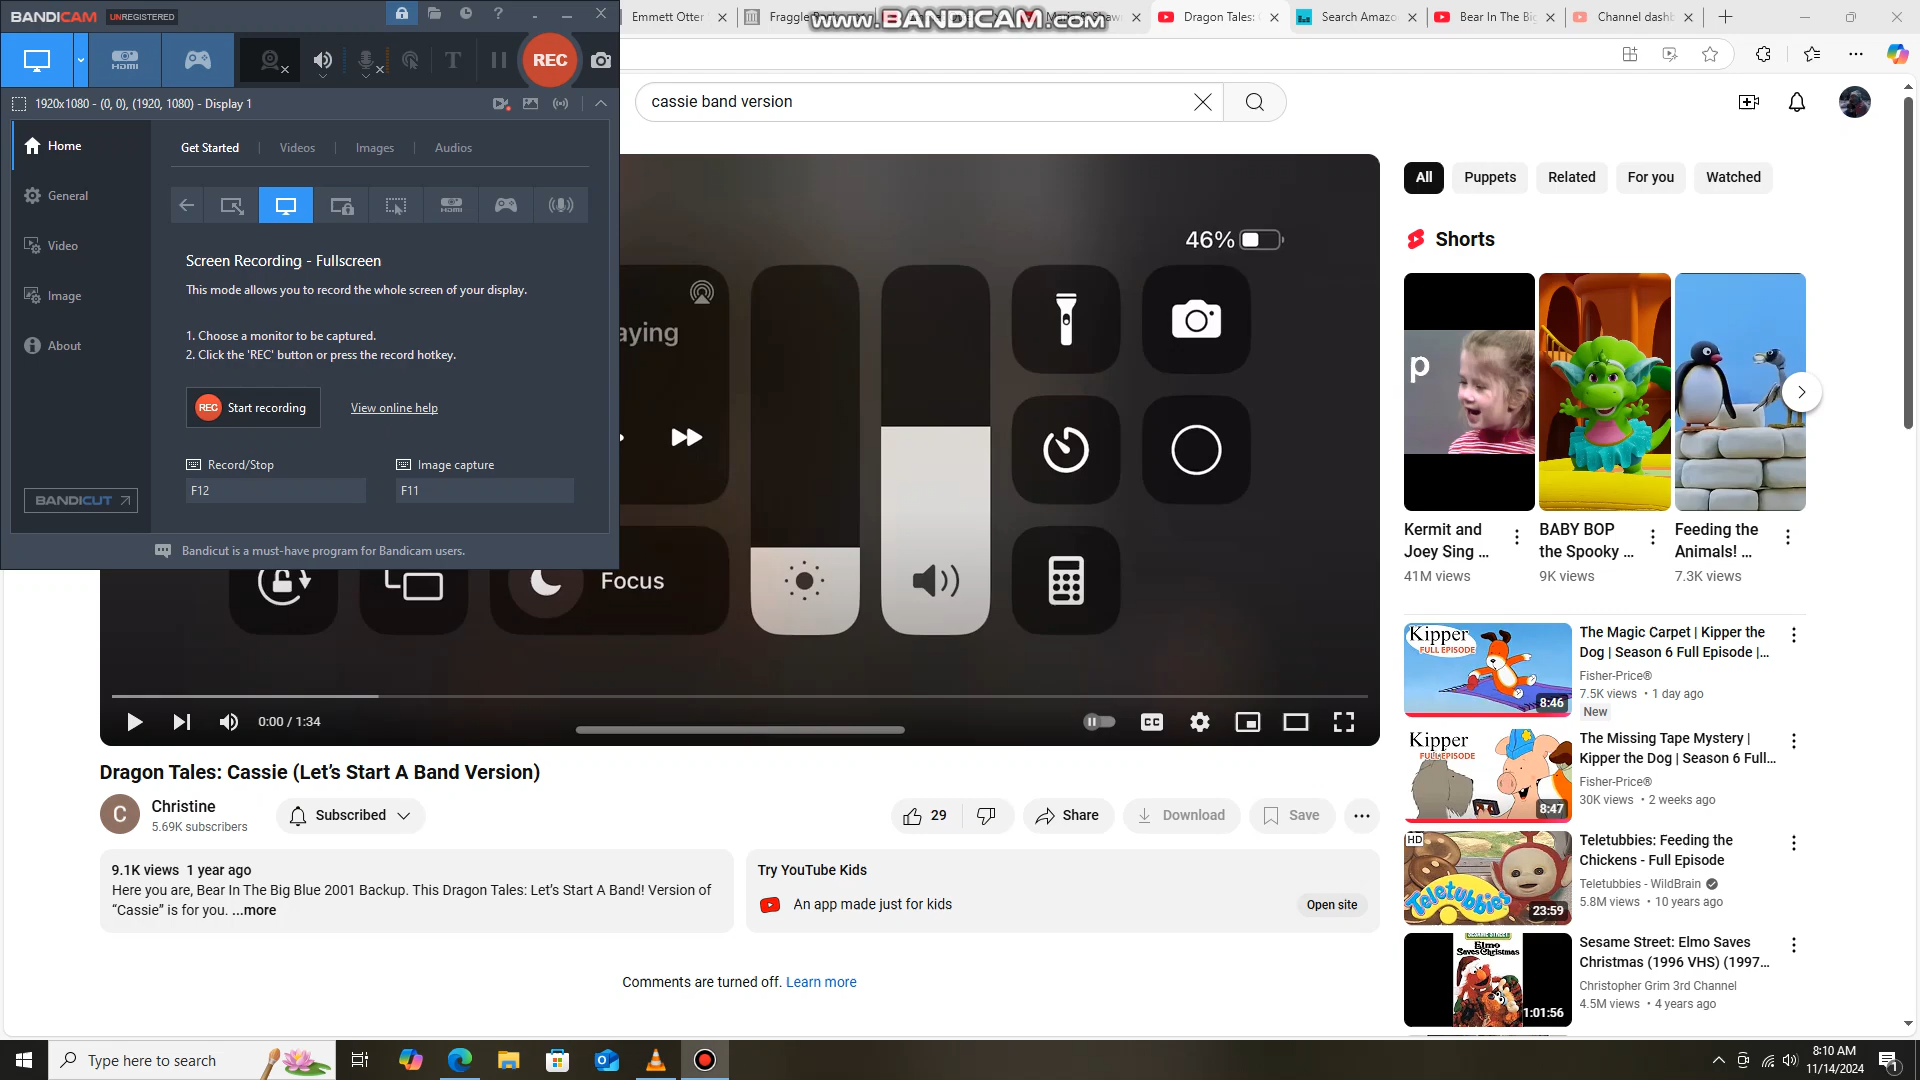 BANDICAM UNREGISTERED
REC
1920x1080 - (0, 0), (1920, 1080) - Display 1
Home
General
Video
Image
About
BANDICUT
Get Started
Videos
Images
Audios
Screen Recording - Fullscreen
This mode allows you to record the whole screen of your display.
1. Choose a monitor to be captured.
2. Click the 'REC' button or press the record hotkey.
REC Start recording
View online help
Record/Stop
Image capture
F12
F11
Bandicut is a must-have program for Bandicam users.
www.BANDICAM.com
Emmett Otter
Dragon Tales:
Search Amazo
Bear In The Big
Channel dashb
cassie band version
46%
aying
Focus
0:00 / 1:34
CC
Dragon Tales: Cassie (Let's Start A Band Version)
C
Christine
5.69K subscribers
Subscribed
29
Share
Download
Save
9.1K views 1 year ago
Here you are, Bear In The Big Blue 2001 Backup. This Dragon Tales: Let's Start A Band! Version of
"Cassie" is for you. ...more
Try YouTube Kids
An app made just for kids
Open site
Comments are turned off. Learn more
All
Puppets
Related
For you
Watched
Shorts
p
Kermit and
Joey Sing ...
41M views
BABY BOP
the Spooky ...
9K views
Feeding the
Animals! ...
7.3K views
Kipper
FULL EPISODE
8:46
The Magic Carpet | Kipper the
Dog | Season 6 Full Episode |...
Fisher-Price®
7.5K views • 1 day ago
New
Kipper
FULL EPISODE
8:47
The Missing Tape Mystery |
Kipper the Dog | Season 6 Full...
Fisher-Price®
30K views • 2 weeks ago
HD
Teletubbies
23:59
Teletubbies: Feeding the
Chickens - Full Episode
Teletubbies - WildBrain
5.8M views • 10 years ago
SESAME STREET
Elmo
Saves Christmas
1:01:56
Sesame Street: Elmo Saves
Christmas (1996 VHS) (1997...
Christopher Grim 3rd Channel
4.5M views • 4 years ago
Type here to search
8:10 AM
11/14/2024
1